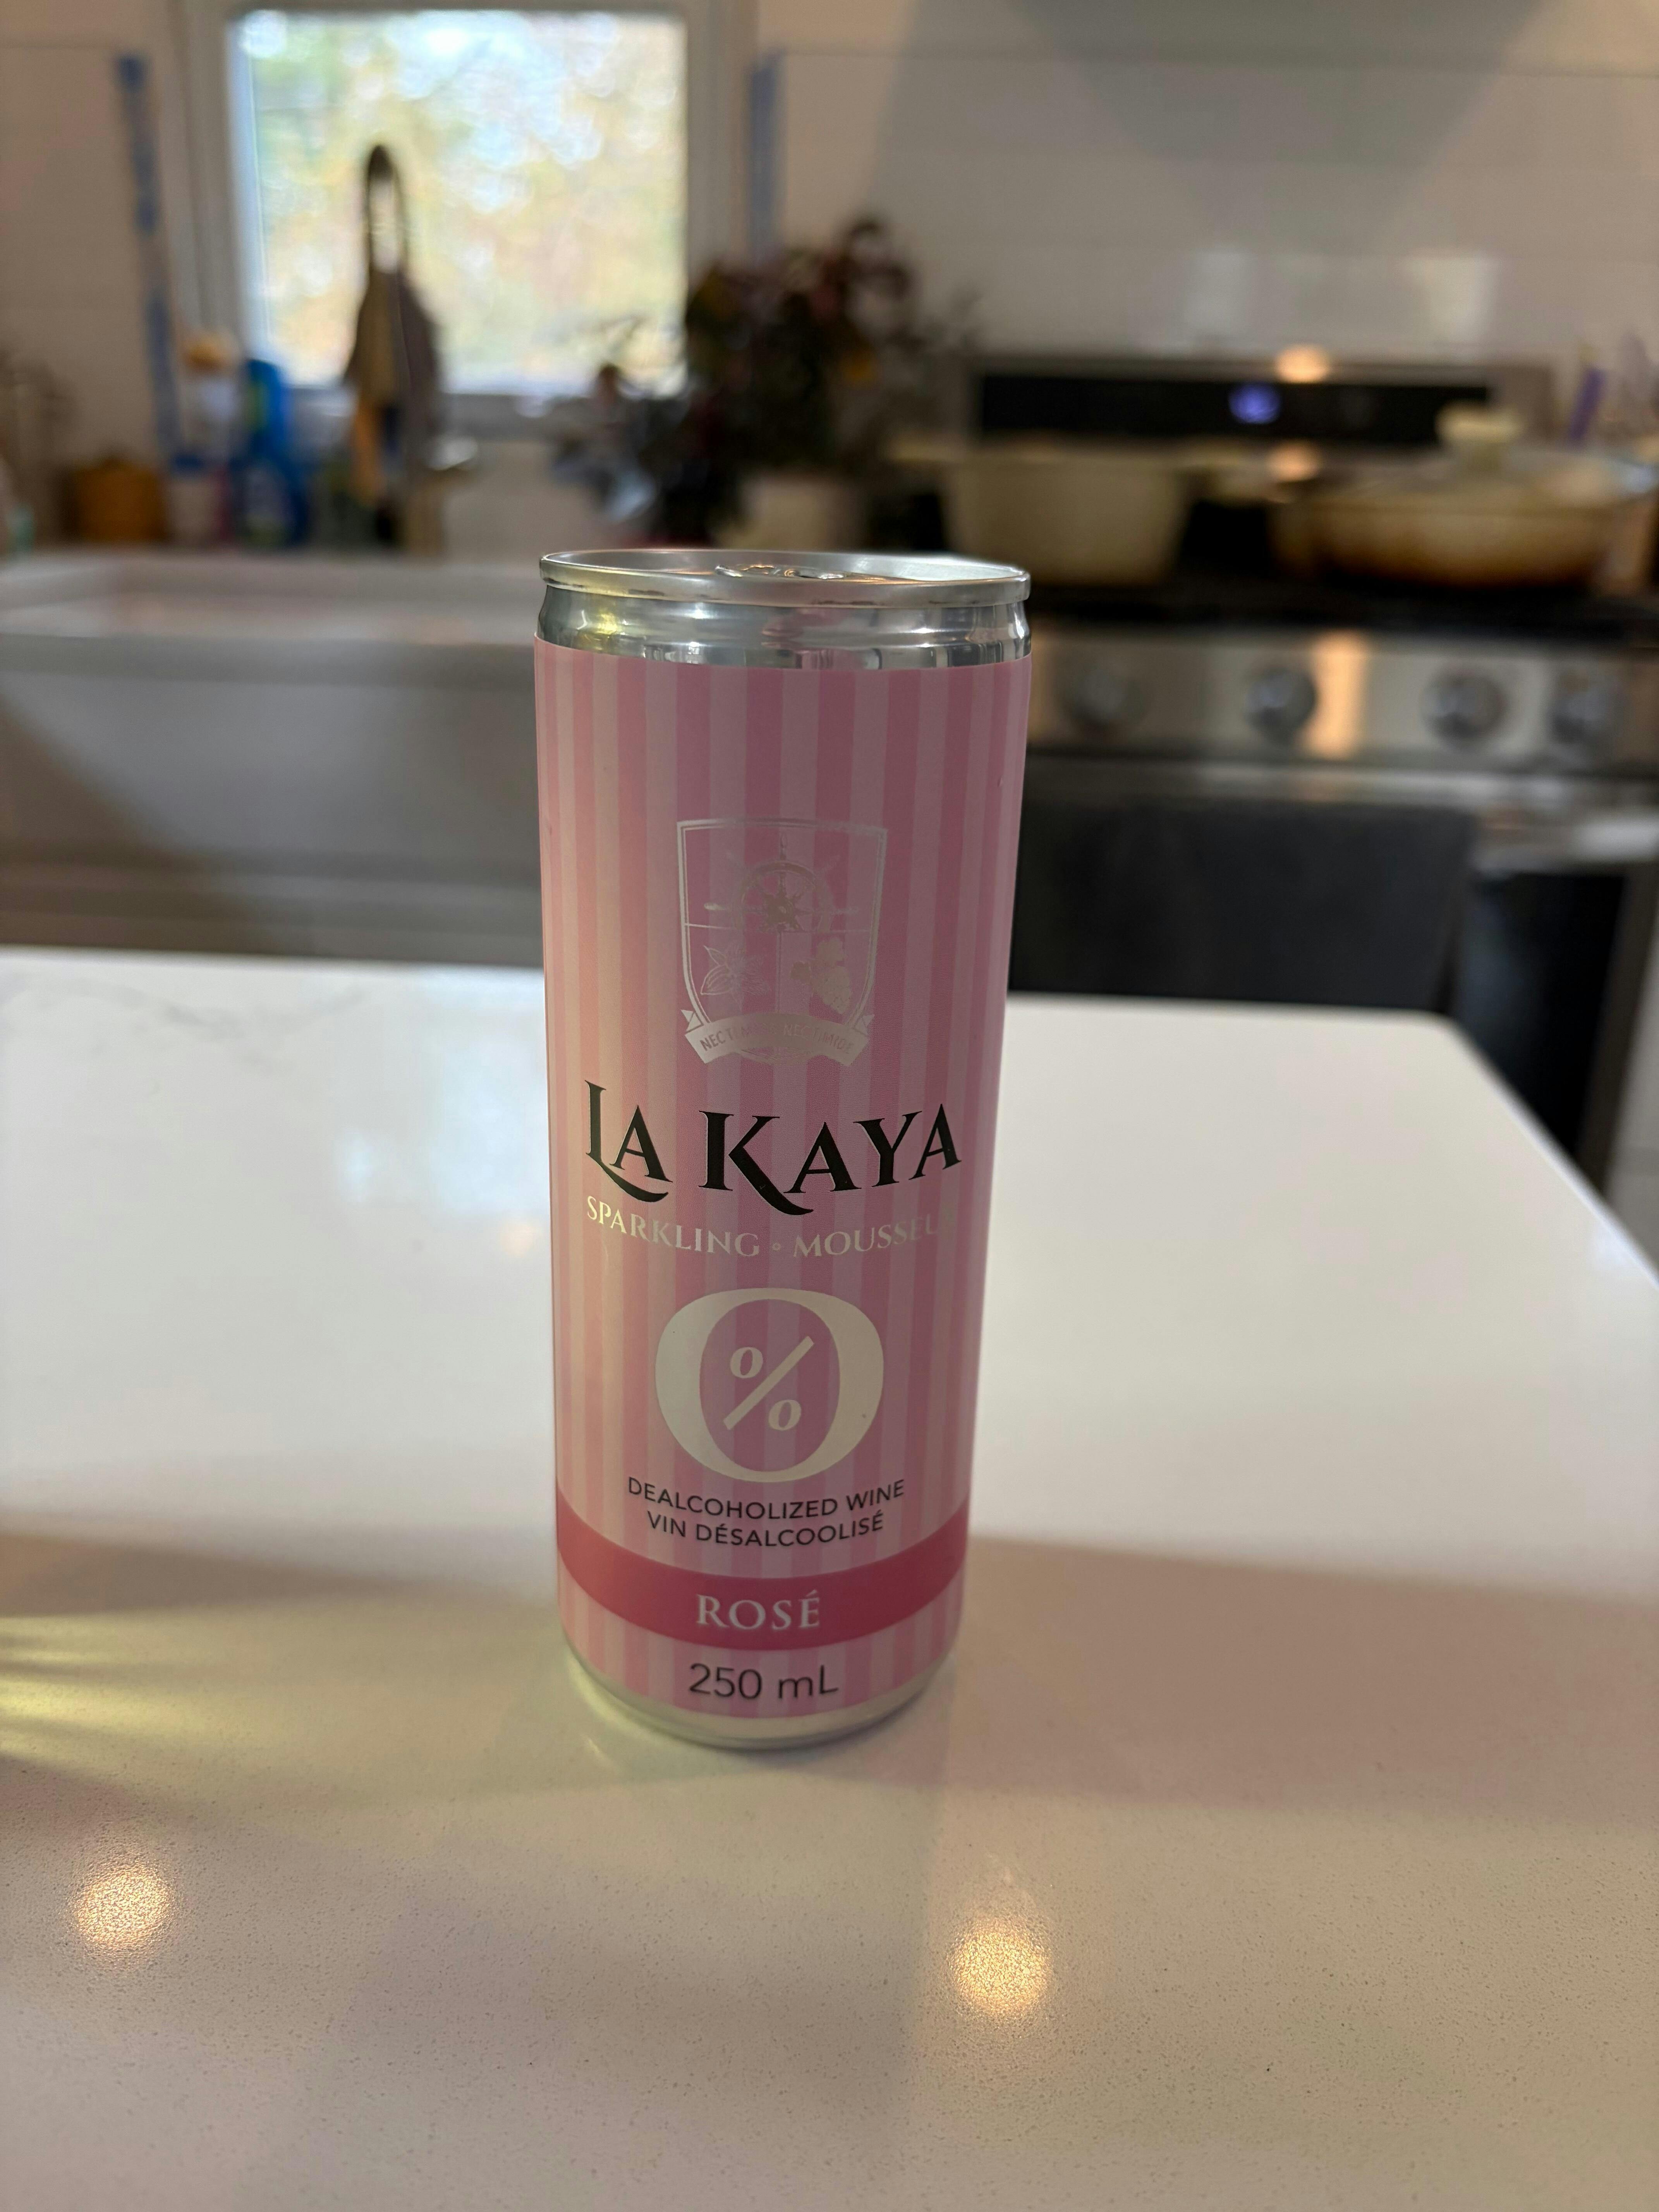 LA KAYA
SPARKLING ◦ MOUSSEUX
0%
DEALCOHOLIZED WINE
VIN DÉSALCOOLISÉ
ROSÉ
250 mL